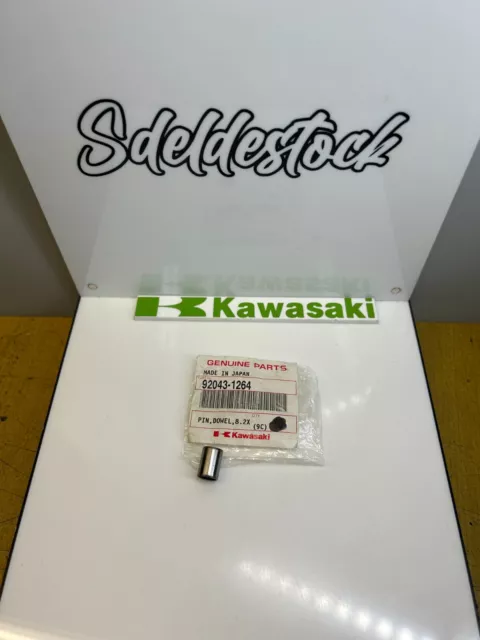 Sdeldestock
Kawasaki
GENUINE PARTS
MADE IN JAPAN
92043-1264
PIN,DOWEL,8.2X
(9C)
Kawasaki